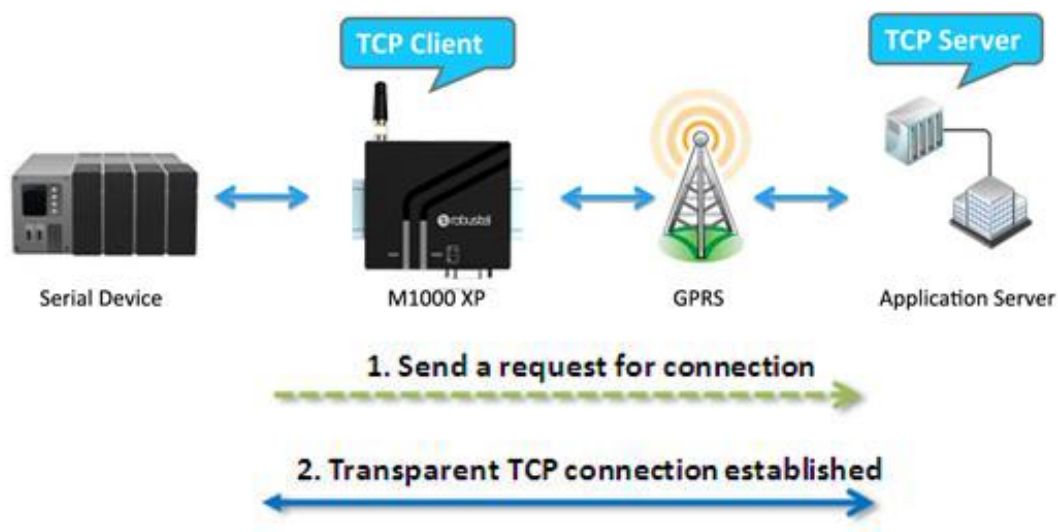 TCP Client
TCP Server
robustel
Serial Device
M1000 XP
GPRS
Application Server
1. Send a request for connection
2. Transparent TCP connection established